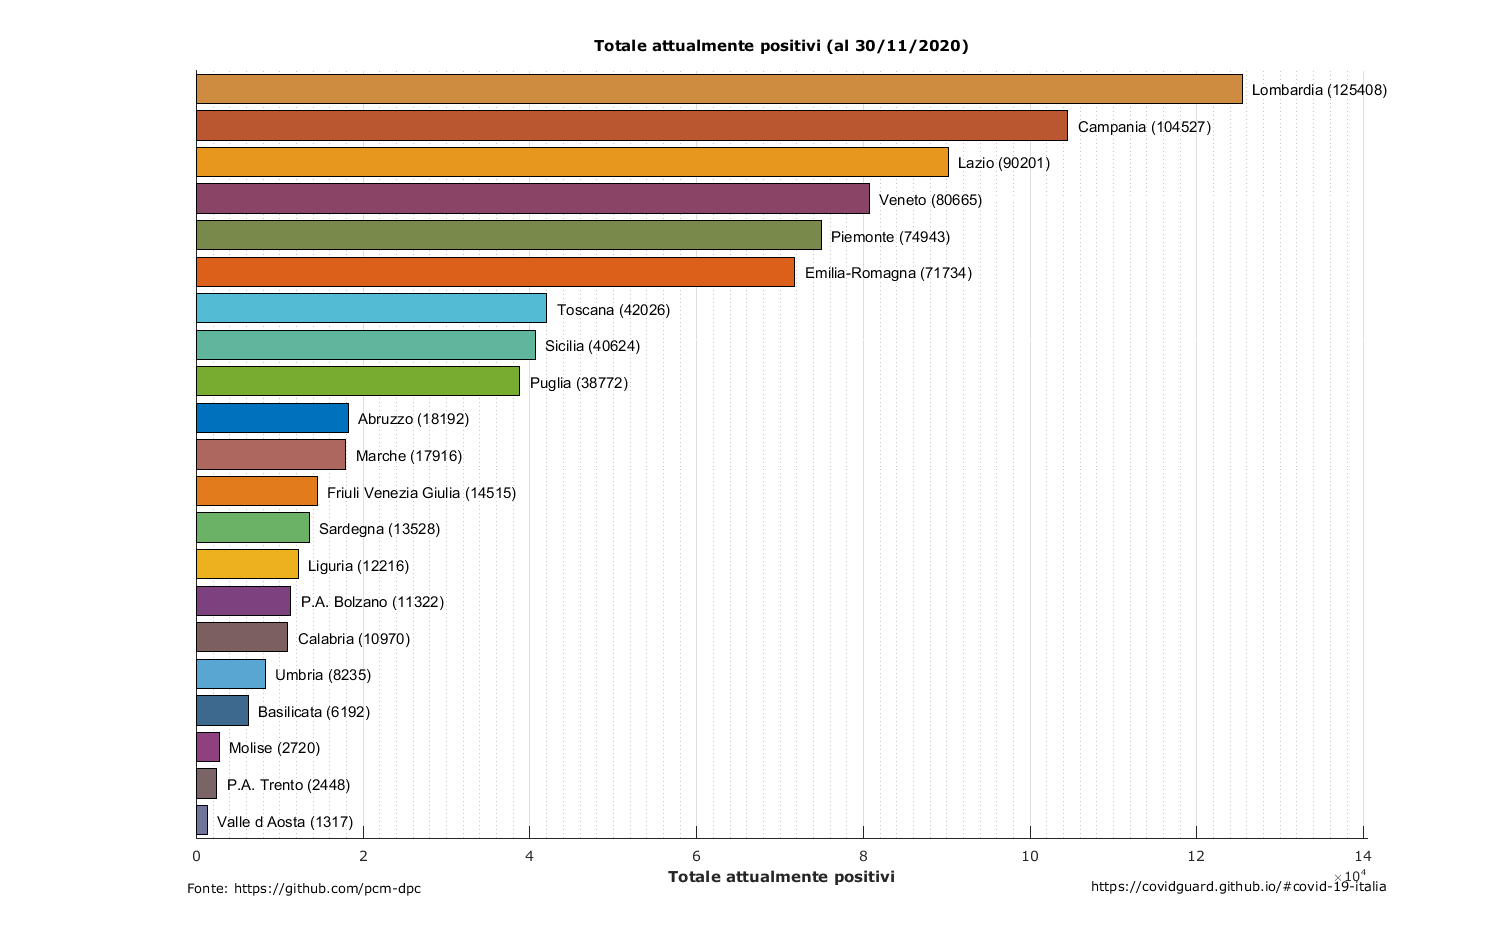 Totale attualmente positivi (al 30/11/2020)
Lombardia (125408)
Campania (104527)
Lazio (90201)
Veneto (80665)
Piemonte (74943)
Emilia-Romagna (71734)
Toscana (42026)
Sicilia (40624)
Puglia (38772)
Abruzzo (18192)
Marche (17916)
Friuli Venezia Giulia (14515)
Sardegna (13528)
Liguria (12216)
P.A. Bolzano (11322)
Calabria (10970)
Umbria (8235)
Basilicata (6192)
Molise (2720)
P.A. Trento (2448)
Valle d Aosta (1317)
0 2 4 6 8 10 12 14
×10⁴
Totale attualmente positivi
Fonte: https://github.com/pcm-dpc
https://covidguard.github.io/#covid-19-italia